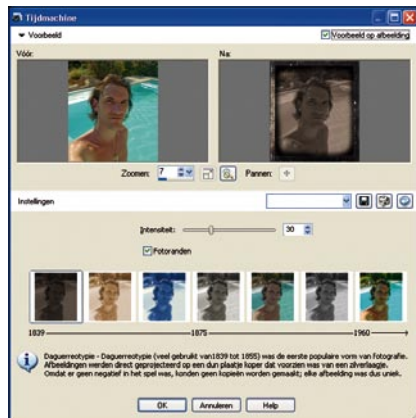 Tijdmachine
Voorbeeld
Voorbeeld op afbeelding
Vóór:
Na:
Zoomen: 7 Pannen:
Instellingen
Intensiteit: 30
Fotoranden
1839 1875 1960
Daguerreotypie - Daguerreotypie (veel gebruikt van1839 tot 1855) was de eerste populaire vorm van fotografie.
Afbeeldingen werden direct geprojecteerd op een dun plaatje koper dat voorzien was van een zilverlaagje.
Omdat er geen negatief in het spel was, konden geen kopieën worden gemaakt; elke afbeelding was dus uniek.
OK Annuleren Help